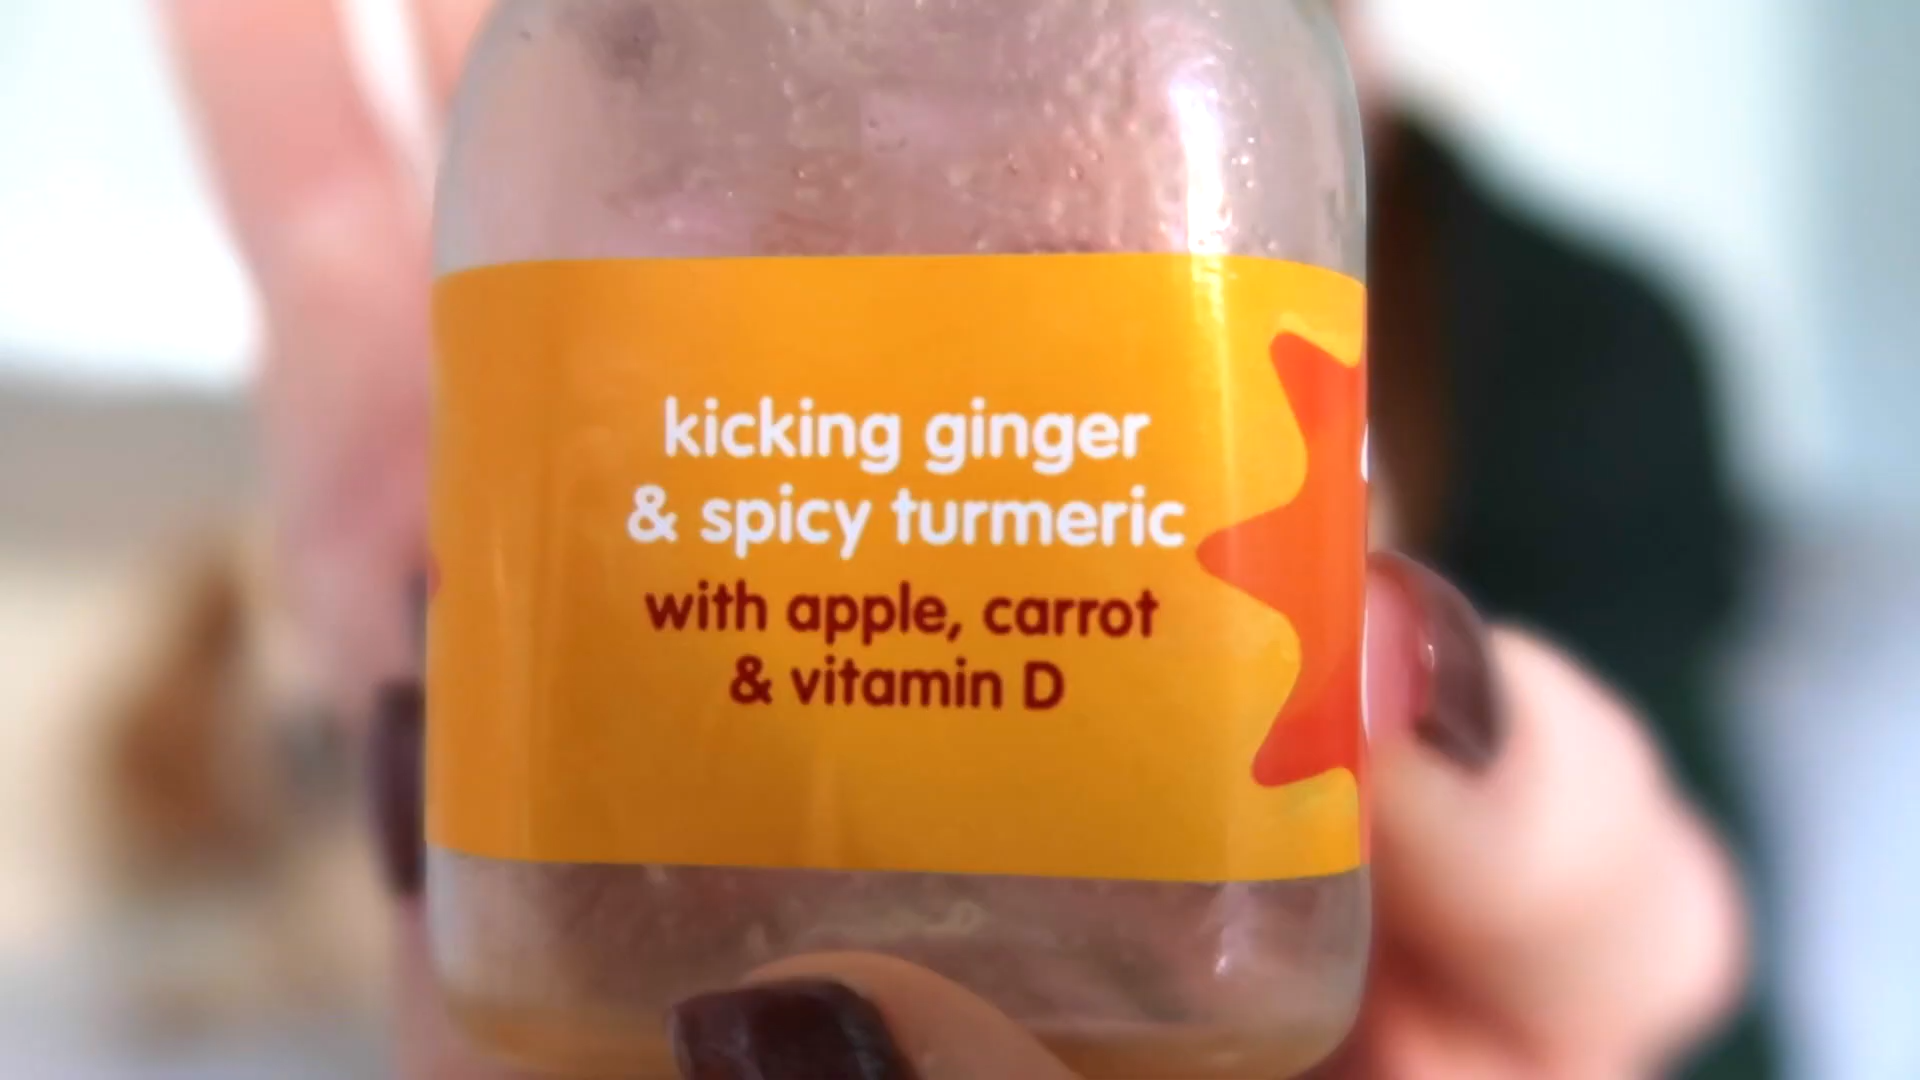 kicking ginger
& spicy turmeric
with apple, carrot
& vitamin D